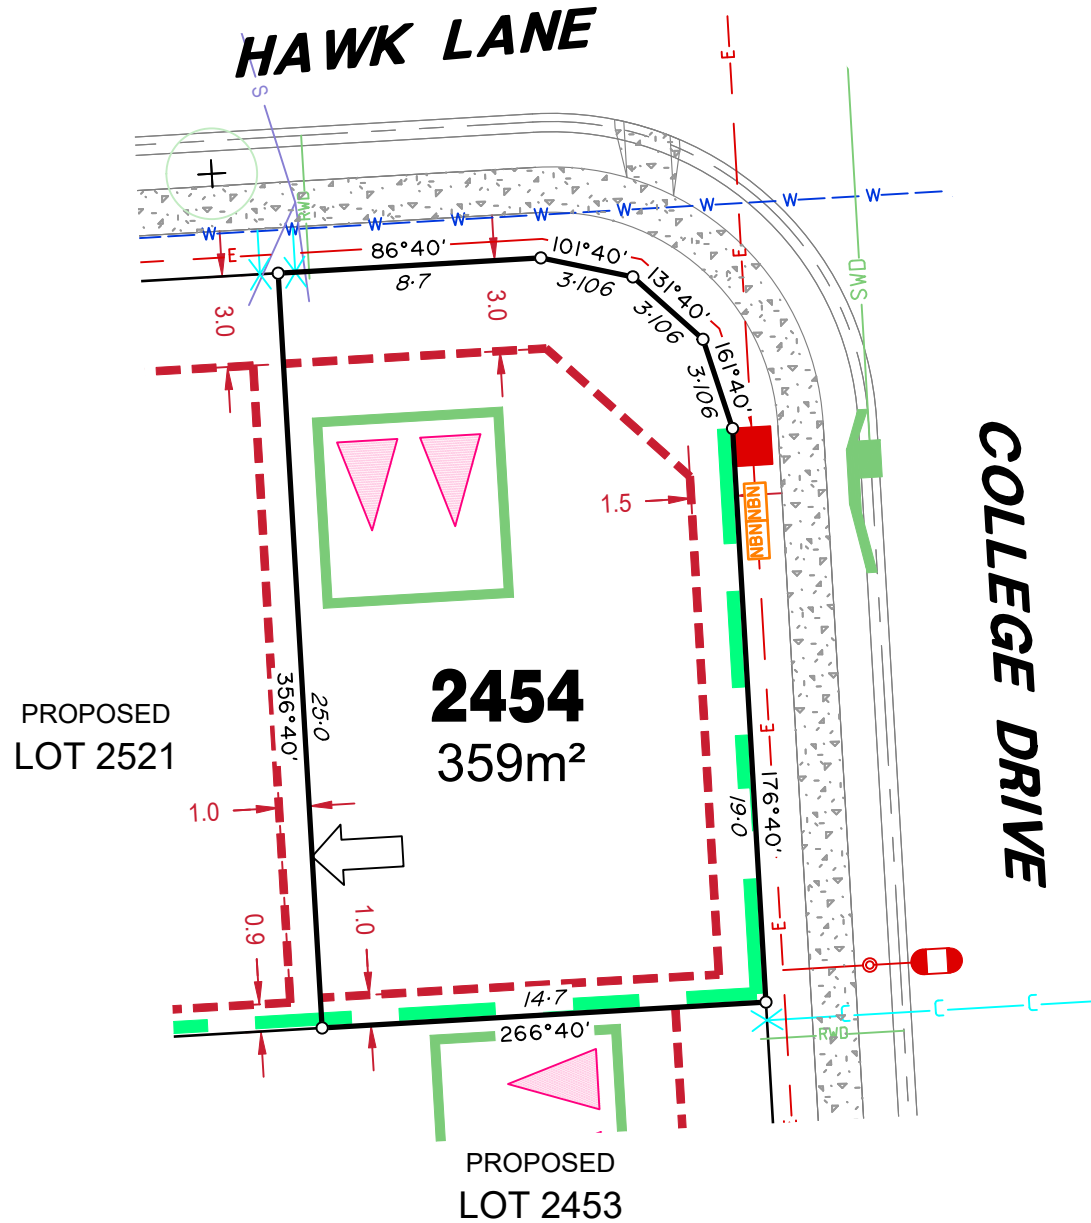 HAWK LANE
S
RWD
W W W W W W W W W
E
E
E
SWD
86°40'
8·7
101°40'
3·106
131°40'
3·106
161°40'
3·106
3.0
3.0
1.5
NBN NBN
COLLEGE DRIVE
2454
359m²
356°40'
25·0
PROPOSED
LOT 2521
1.0
E
176°40'
19·0
0.9
1.0
E
14·7
266°40'
C C C
RWD
PROPOSED
LOT 2453